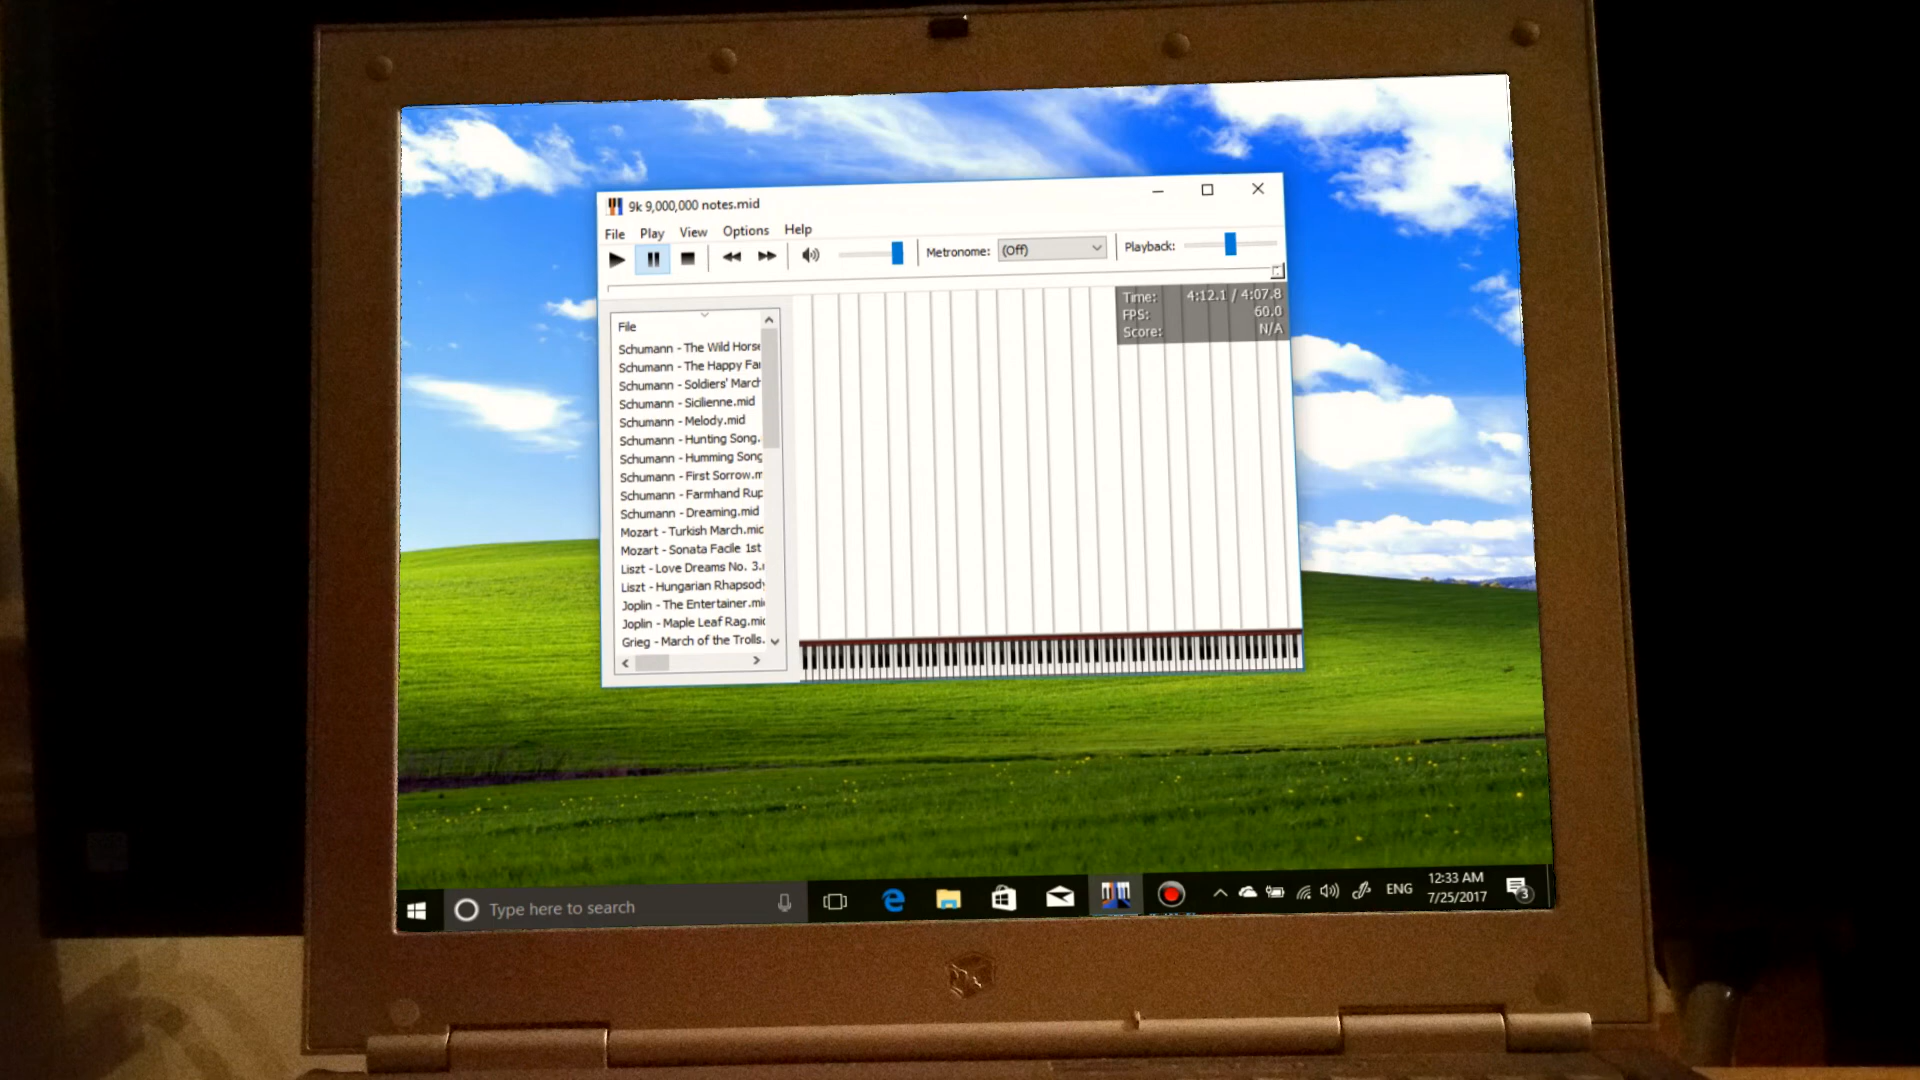 9k 9,000,000 notes.mid
File Play View Options Help
Metronome: (Off) Playback:
Time: 4:12.1 / 4:07.8
FPS: 60.0
Score: N/A
File
Schumann - The Wild Horse
Schumann - The Happy Fa
Schumann - Soldiers' March
Schumann - Sicilienne.mid
Schumann - Melody.mid
Schumann - Hunting Song.
Schumann - Humming Song
Schumann - First Sorrow.m
Schumann - Farmhand Rup
Schumann - Dreaming.mid
Mozart - Turkish March.mid
Mozart - Sonata Facile 1st
Liszt - Love Dreams No. 3.
Liszt - Hungarian Rhapsody
Joplin - The Entertainer.mi
Joplin - Maple Leaf Rag.mid
Grieg - March of the Trolls.
Type here to search
ENG
12:33 AM
7/25/2017
3